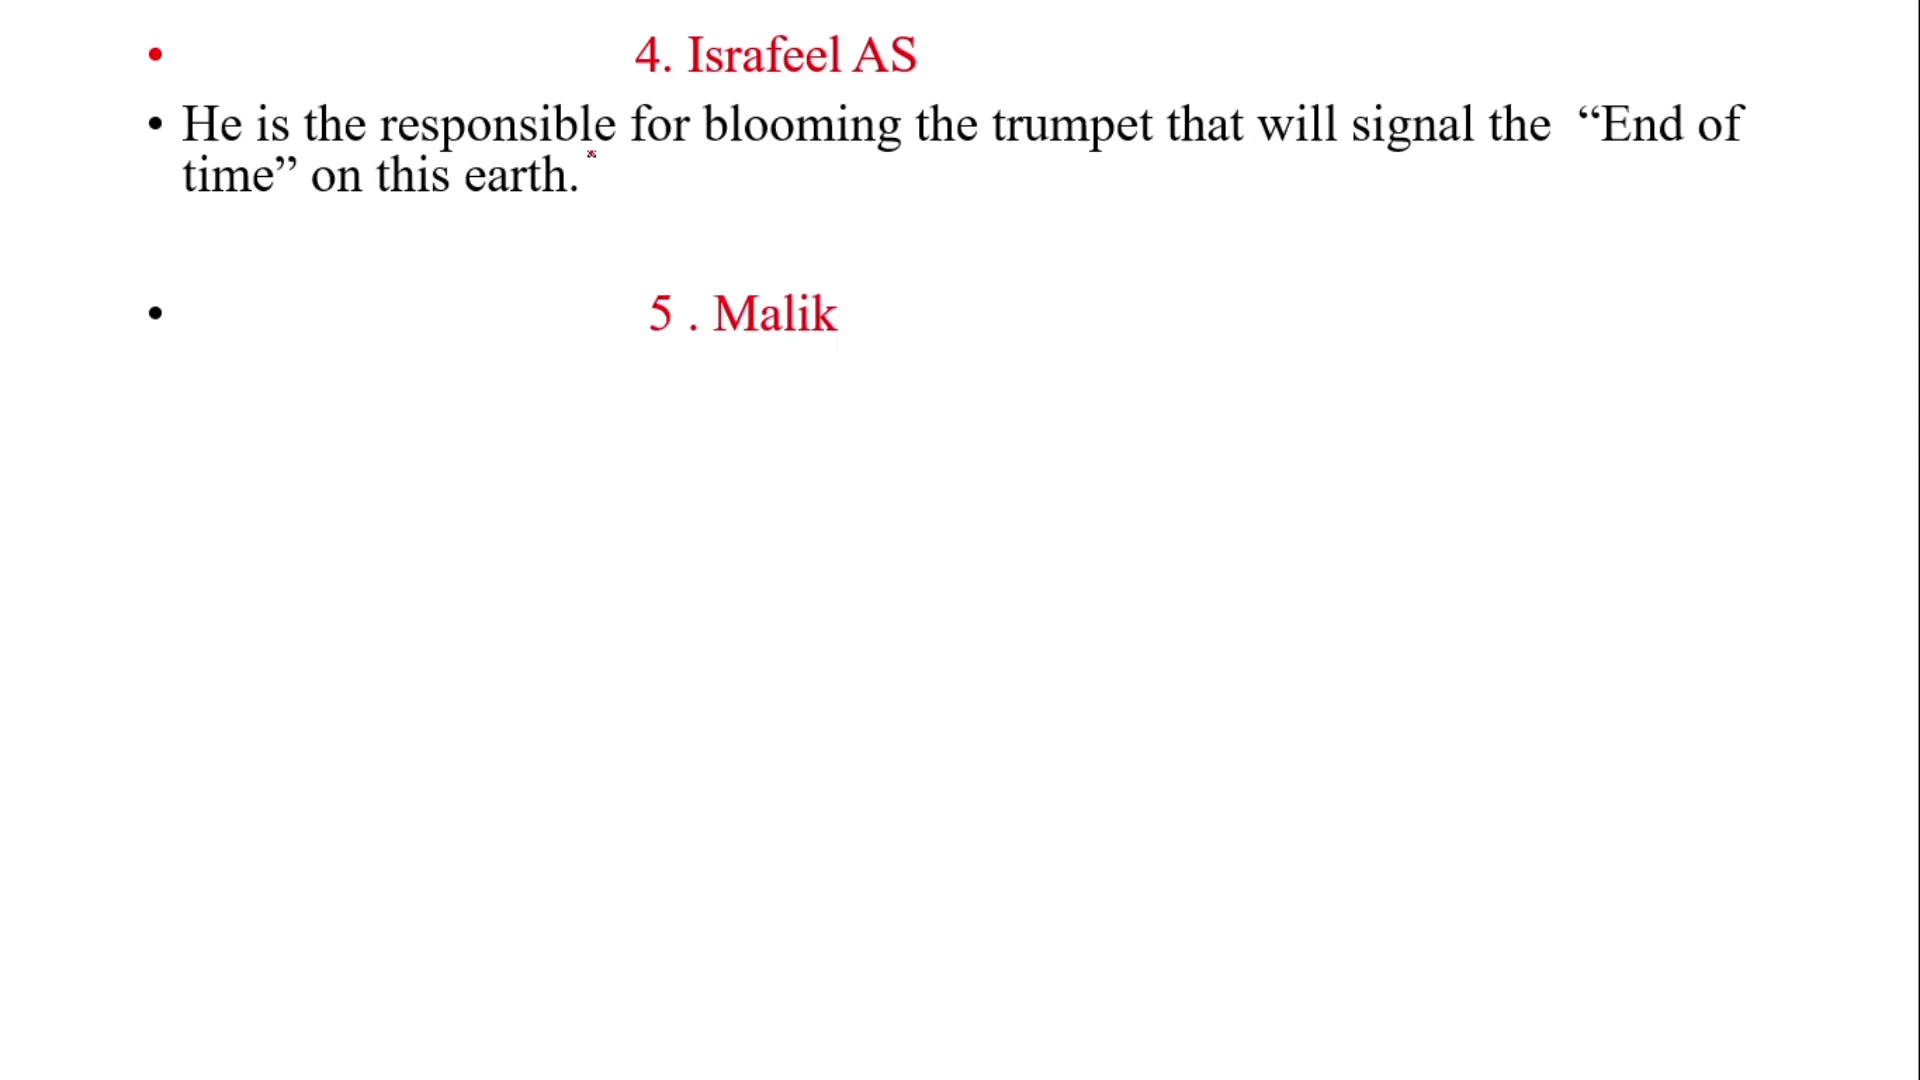 • 4. Israfeel AS
• He is the responsible for blooming the trumpet that will signal the “End of
time” on this earth.
• 5 . Malik